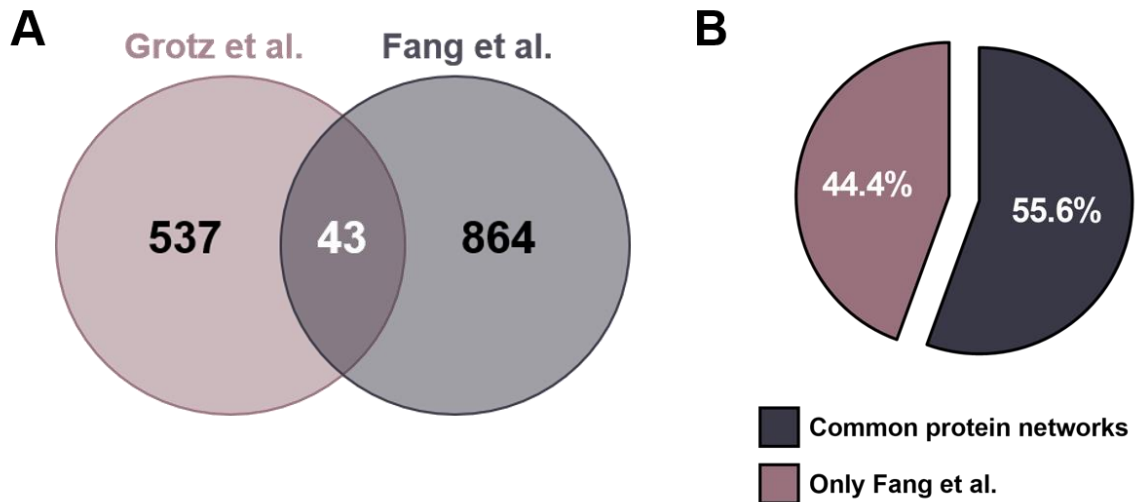 A
B
Grotz et al.
Fang et al.
537
43
864
44.4%
55.6%
Common protein networks
Only Fang et al.